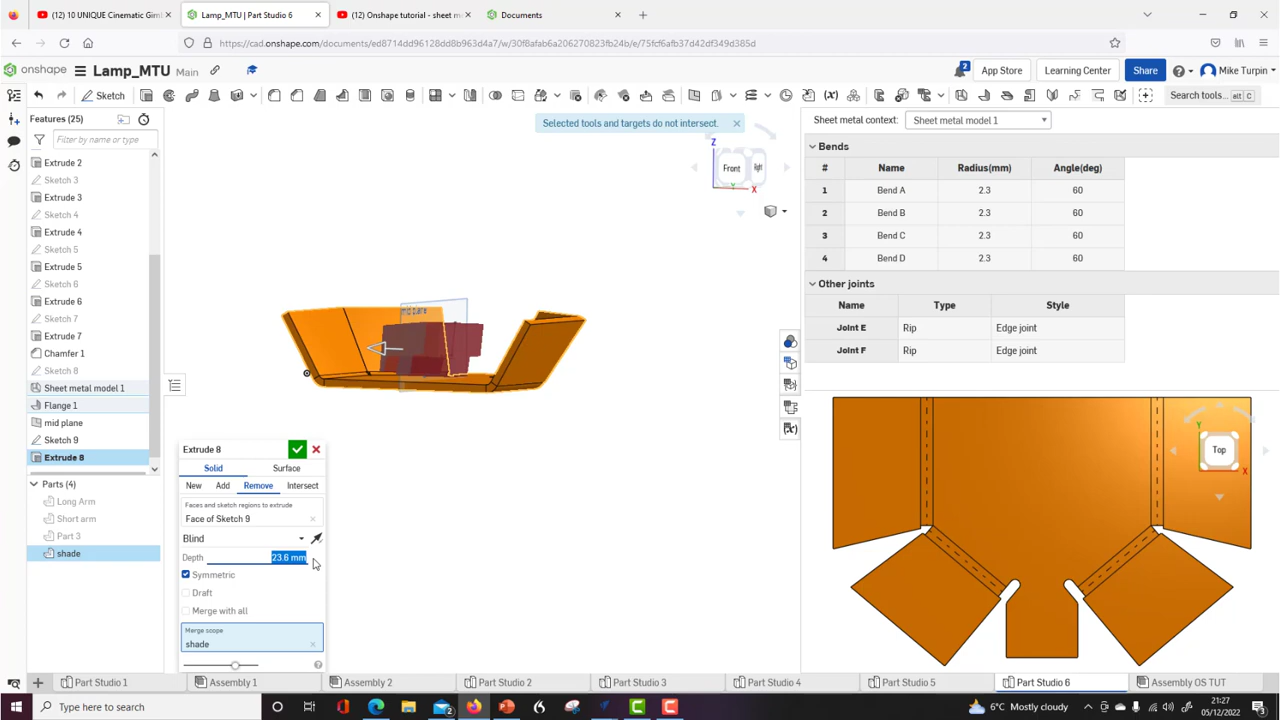 (12) 10 UNIQUE Cinematic Gim
Lamp_MTU | Part Studio 6
(12) Onshape tutorial - sheet m
Documents
https://cad.onshape.com/documents/ed8714dd96128dd8b963d4a7/w/30f8afab6a206270823fcb24b/e/75fcf6afb37d42df349d385d
onshape
Lamp_MTU
Main
2
App Store
Learning Center
Share
Mike Turpin
Sketch
Search tools...
alt C
Features (25)
Filter by name or type
Extrude 2
Sketch 3
Extrude 3
Sketch 4
Extrude 4
Sketch 5
Extrude 5
Sketch 6
Extrude 6
Sketch 7
Extrude 7
Chamfer 1
Sketch 8
Sheet metal model 1
Flange 1
mid plane
Sketch 9
Extrude 8
Parts (4)
Long Arm
Short arm
Part 3
shade
Selected tools and targets do not intersect.
Z
Front
Right
Y
X
mid plane
Extrude 8
Solid
Surface
New
Add
Remove
Intersect
Faces and sketch regions to extrude
Face of Sketch 9
Blind
Depth
23.6 mm
Symmetric
Draft
Merge with all
Merge scope
shade
Sheet metal context:
Sheet metal model 1
Bends
# Name Radius(mm) Angle(deg)
1 Bend A 2.3 60
2 Bend B 2.3 60
3 Bend C 2.3 60
4 Bend D 2.3 60
Other joints
Name Type Style
Joint E Rip Edge joint
Joint F Rip Edge joint
Y
Top
X
Part Studio 1
Assembly 1
Assembly 2
Part Studio 2
Part Studio 3
Part Studio 4
Part Studio 5
Part Studio 6
Assembly OS TUT
Type here to search
6°C Mostly cloudy
21:27
05/12/2022